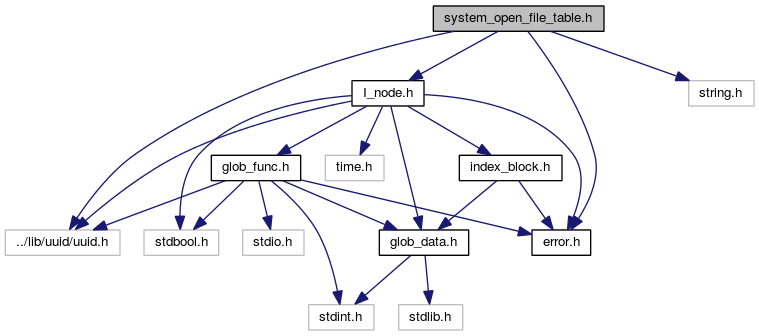 system_open_file_table.h
I_node.h
string.h
glob_func.h
time.h
index_block.h
../lib/uuid/uuid.h
stdbool.h
stdio.h
glob_data.h
error.h
stdint.h
stdlib.h